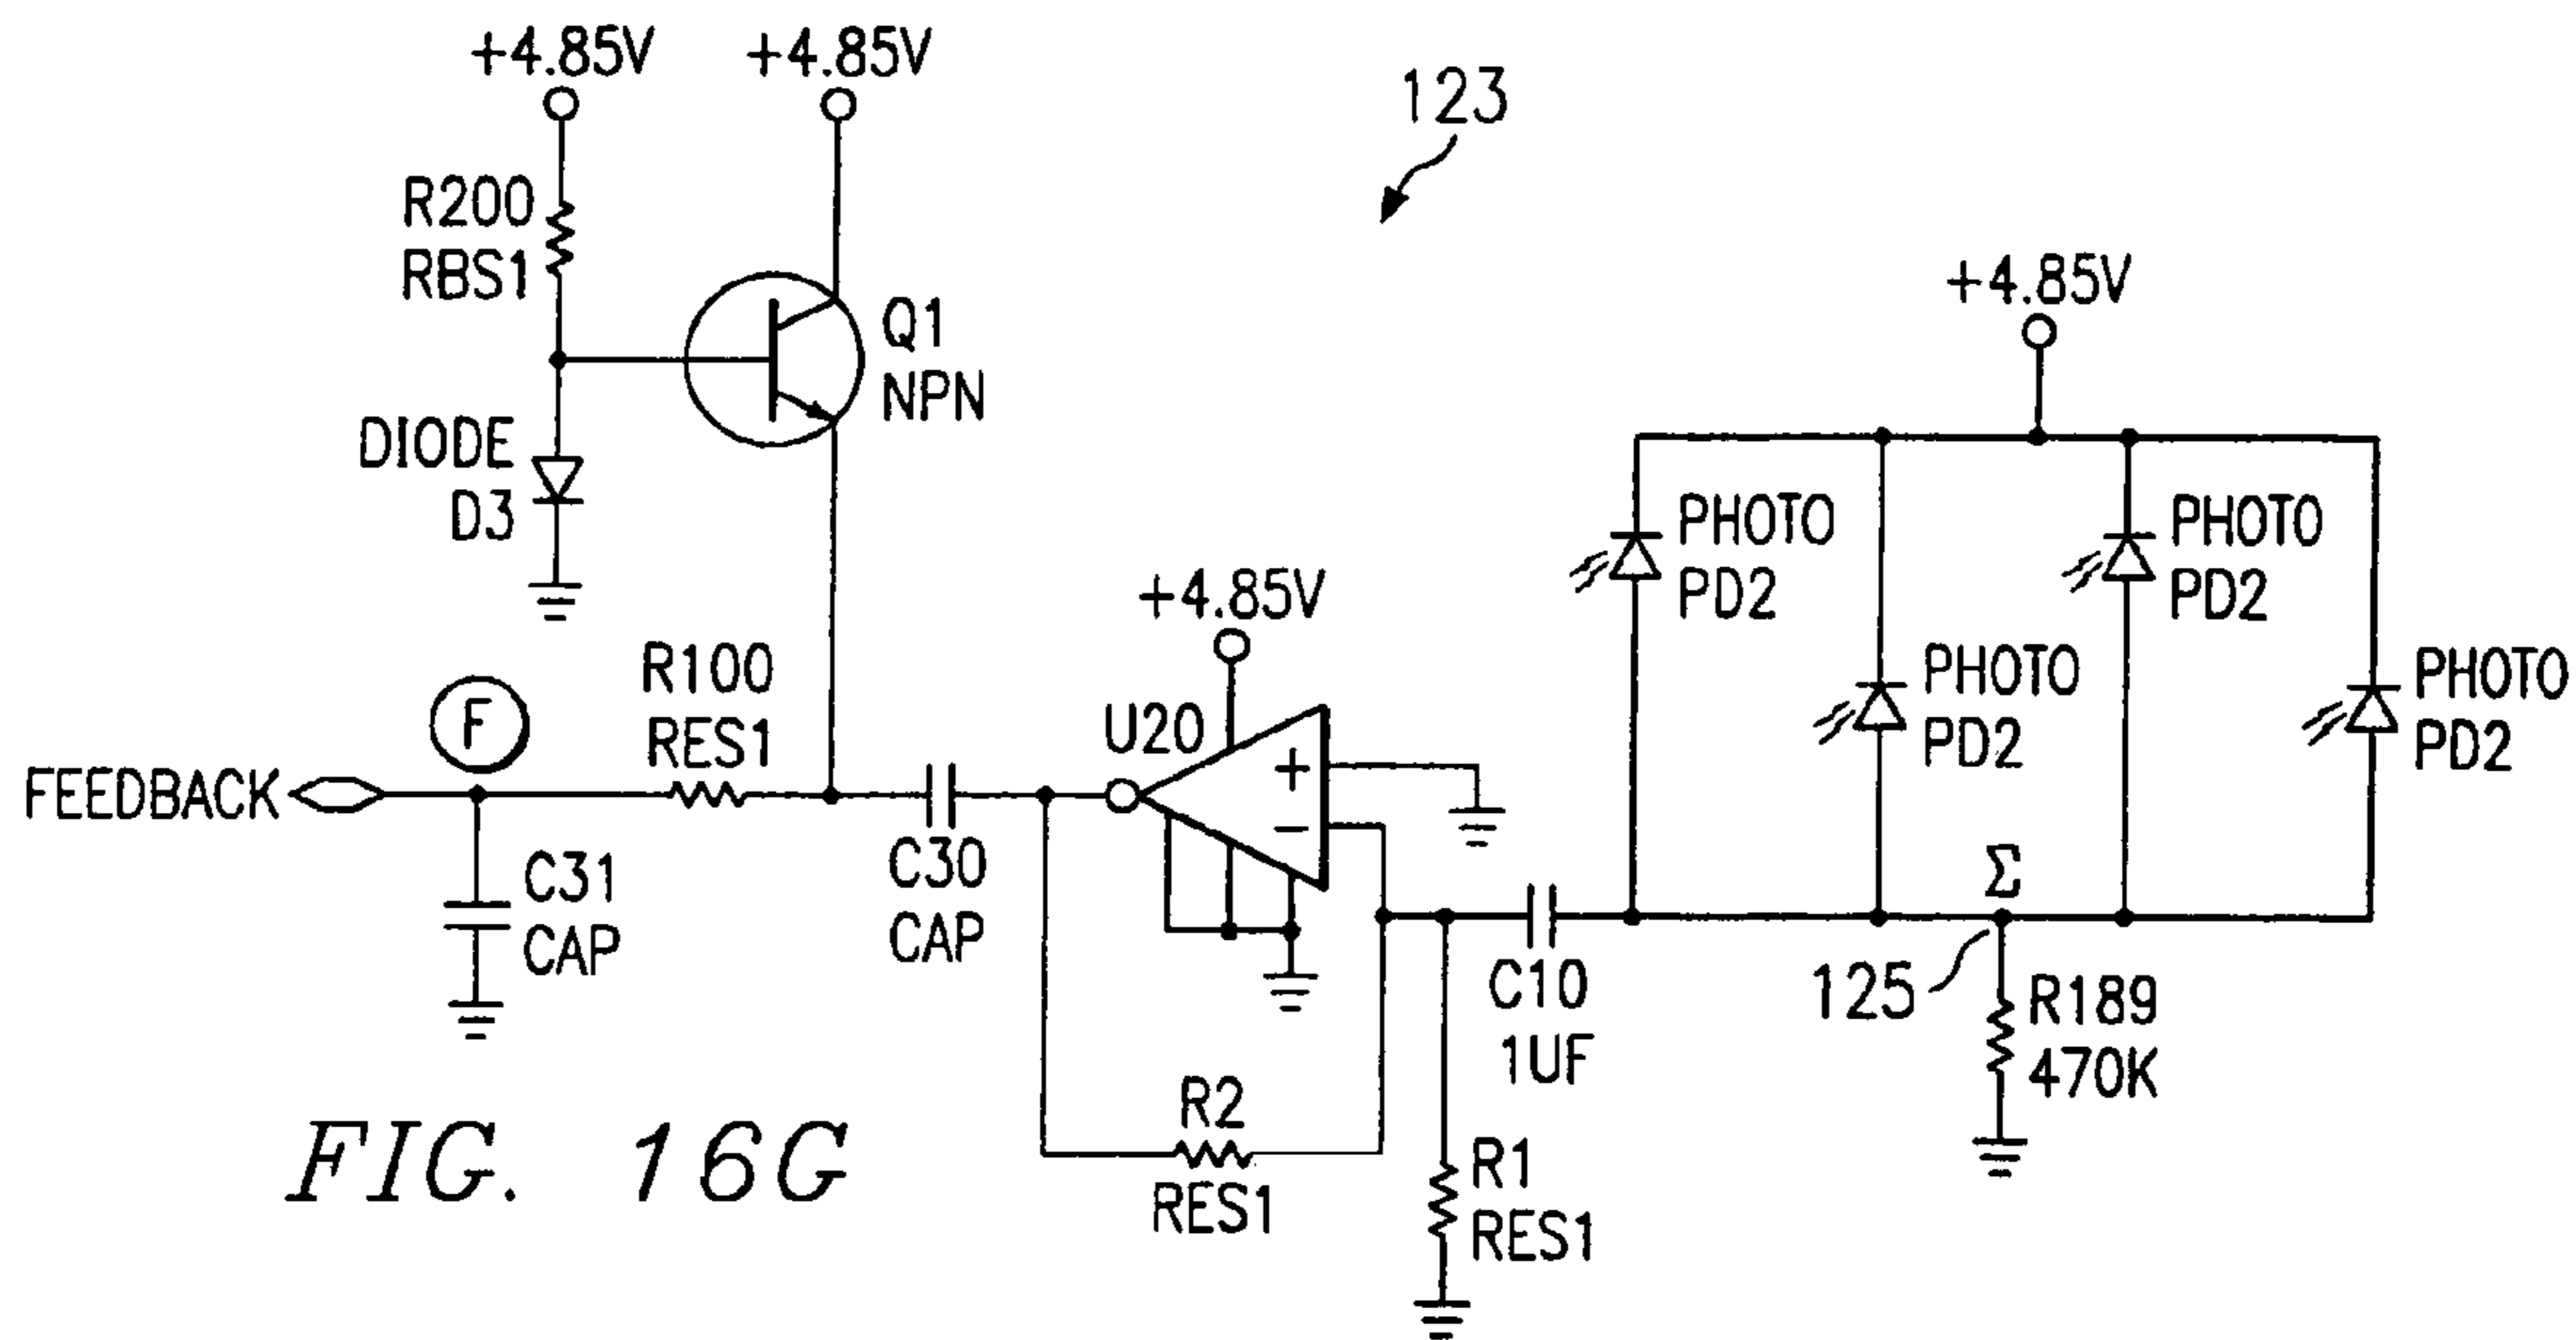 +4.85V
+4.85V
123
R200
RBS1
Q1
NPN
+4.85V
DIODE
D3
PHOTO
PD2
PHOTO
PD2
+4.85V
R100
RES1
F
U20
PHOTO
PD2
PHOTO
PD2
FEEDBACK
+
−
C31
CAP
C30
CAP
Σ
C10
1UF
125
R189
470K
R2
RES1
R1
RES1
FIG. 16G